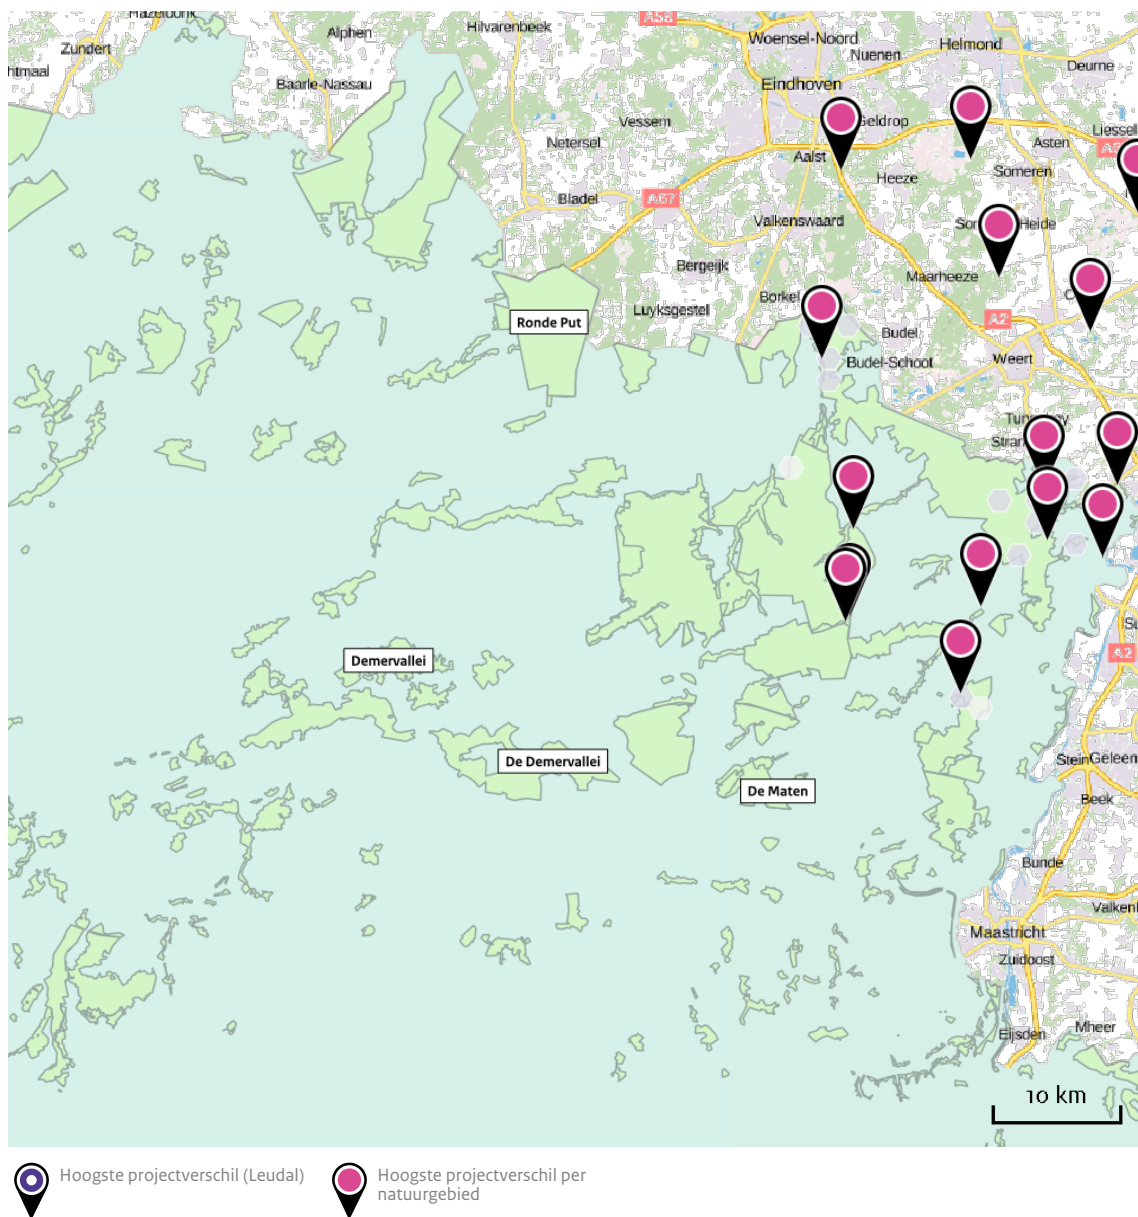 Hazeldonk
Zundert
Alphen
Hilvarenbeek
A58
Woensel-Noord
Nuenen
Helmond
Deurne
htmaal
Baarle-Nassau
Eindhoven
Vessem
Geldrop
Liessel
Netersel
Aalst
Asten
Heeze
Someren
Bladel
A67
Valkenswaard
Heide
Bergeijk
Maarheeze
Borkel
Luyksgestel
Ronde Put
A2
Budel
Budel-Schoot
Weert
Demervallei
A2
De Demervallei
Stein
Geleen
De Maten
Beek
Bunde
Valkenb
Maastricht
Zuidoost
Eijsden
Mheer
10 km
Hoogste projectverschil (Leudal)
Hoogste projectverschil per
natuurgebied